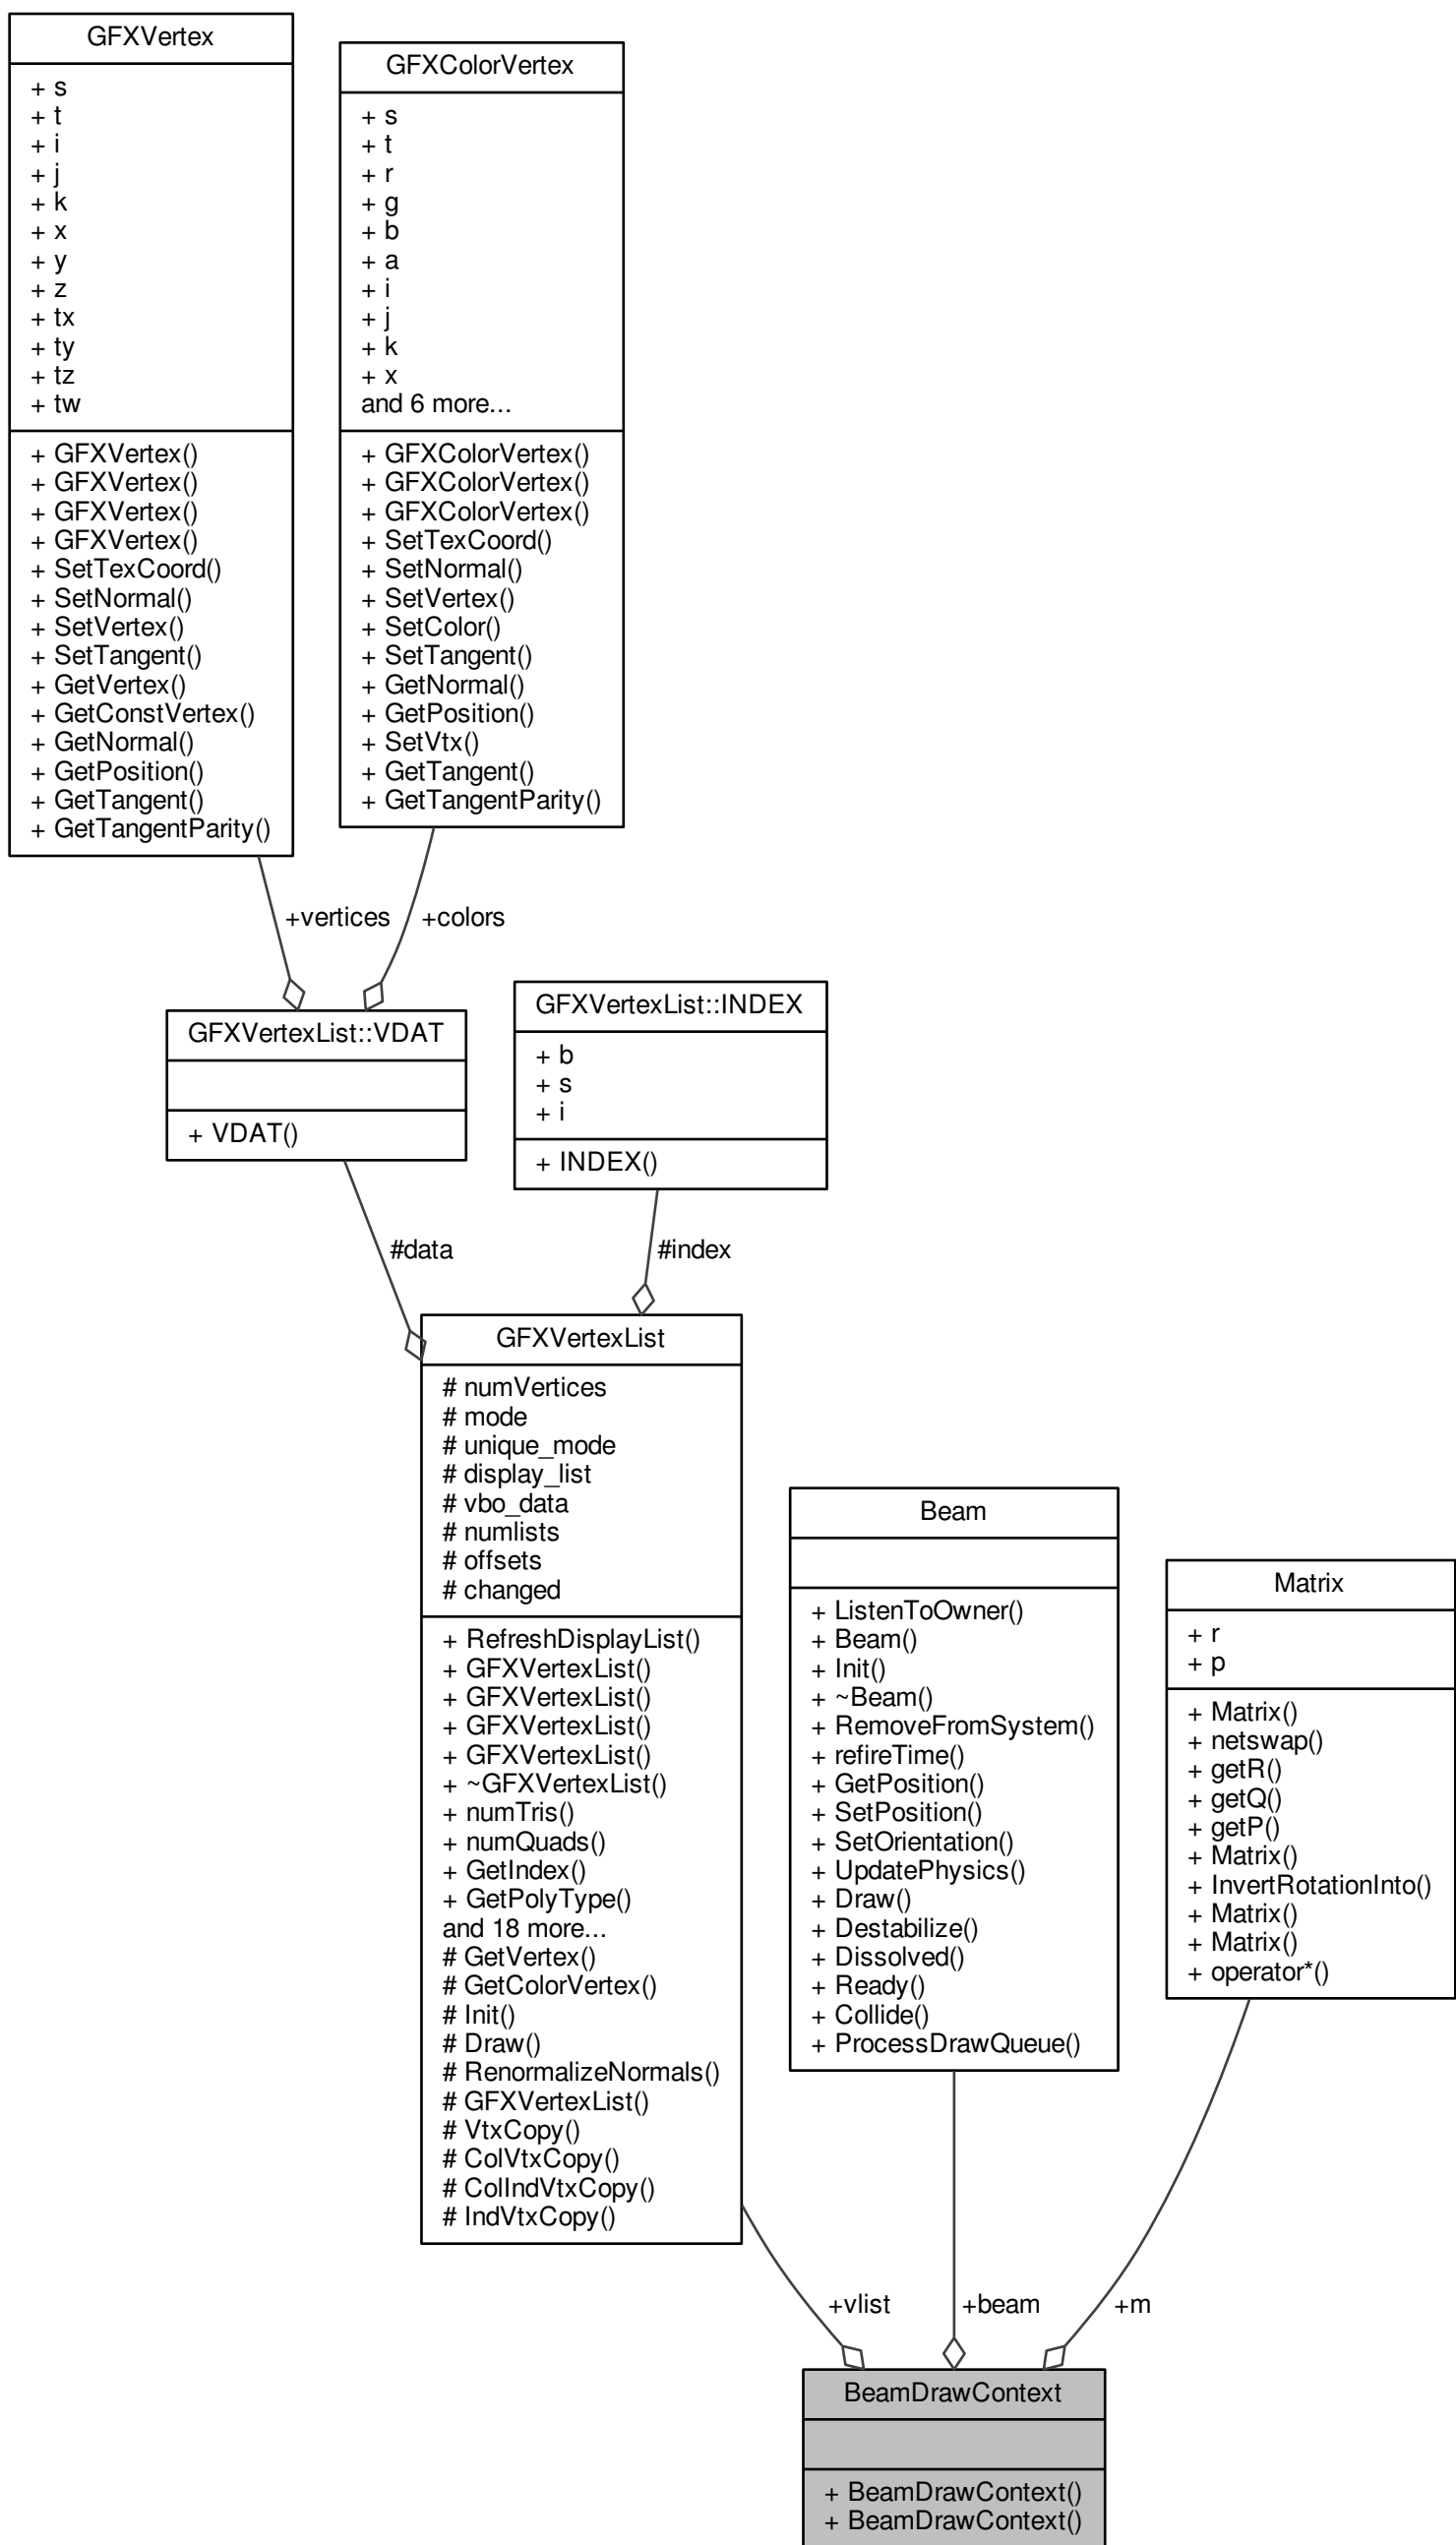 GFXVertex
+ s
+ t
+ i
+ j
+ k
+ x
+ y
+ z
+ tx
+ ty
+ tz
+ tw
+ GFXVertex()
+ GFXVertex()
+ GFXVertex()
+ GFXVertex()
+ SetTexCoord()
+ SetNormal()
+ SetVertex()
+ SetTangent()
+ GetVertex()
+ GetConstVertex()
+ GetNormal()
+ GetPosition()
+ GetTangent()
+ GetTangentParity()
GFXColorVertex
+ s
+ t
+ r
+ g
+ b
+ a
+ i
+ j
+ k
+ x
and 6 more...
+ GFXColorVertex()
+ GFXColorVertex()
+ GFXColorVertex()
+ SetTexCoord()
+ SetNormal()
+ SetVertex()
+ SetColor()
+ SetTangent()
+ GetNormal()
+ GetPosition()
+ SetVtx()
+ GetTangent()
+ GetTangentParity()
+vertices
+colors
GFXVertexList::VDAT
+ VDAT()
GFXVertexList::INDEX
+ b
+ s
+ i
+ INDEX()
#data
#index
GFXVertexList
# numVertices
# mode
# unique_mode
# display_list
# vbo_data
# numlists
# offsets
# changed
+ RefreshDisplayList()
+ GFXVertexList()
+ GFXVertexList()
+ GFXVertexList()
+ GFXVertexList()
+ ~GFXVertexList()
+ numTris()
+ numQuads()
+ GetIndex()
+ GetPolyType()
and 18 more...
# GetVertex()
# GetColorVertex()
# Init()
# Draw()
# RenormalizeNormals()
# GFXVertexList()
# VtxCopy()
# ColVtxCopy()
# ColIndVtxCopy()
# IndVtxCopy()
Beam
+ ListenToOwner()
+ Beam()
+ Init()
+ ~Beam()
+ RemoveFromSystem()
+ refireTime()
+ GetPosition()
+ SetPosition()
+ SetOrientation()
+ UpdatePhysics()
+ Draw()
+ Destabilize()
+ Dissolved()
+ Ready()
+ Collide()
+ ProcessDrawQueue()
Matrix
+ r
+ p
+ Matrix()
+ netswap()
+ getR()
+ getQ()
+ getP()
+ Matrix()
+ InvertRotationInto()
+ Matrix()
+ Matrix()
+ operator*()
+vlist
+beam
+m
BeamDrawContext
+ BeamDrawContext()
+ BeamDrawContext()